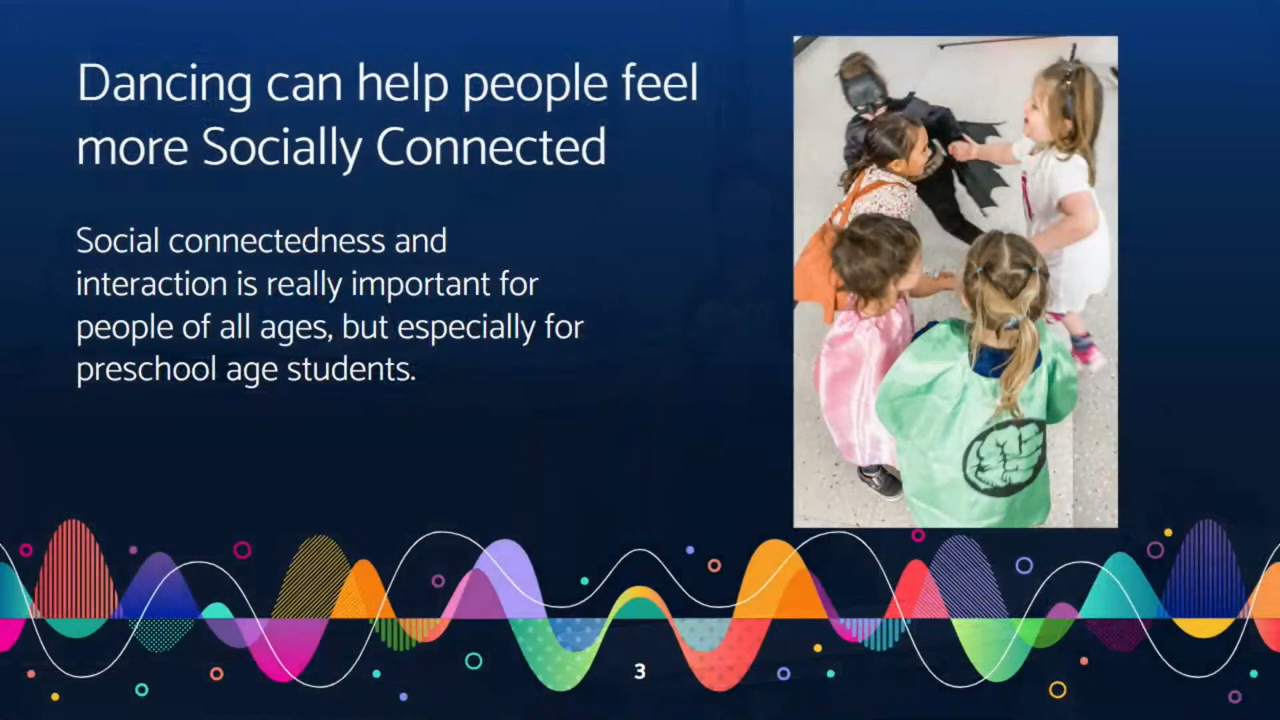 Dancing can help people feel
more Socially Connected
Social connectedness and
interaction is really important for
people of all ages, but especially for
preschool age students.
3